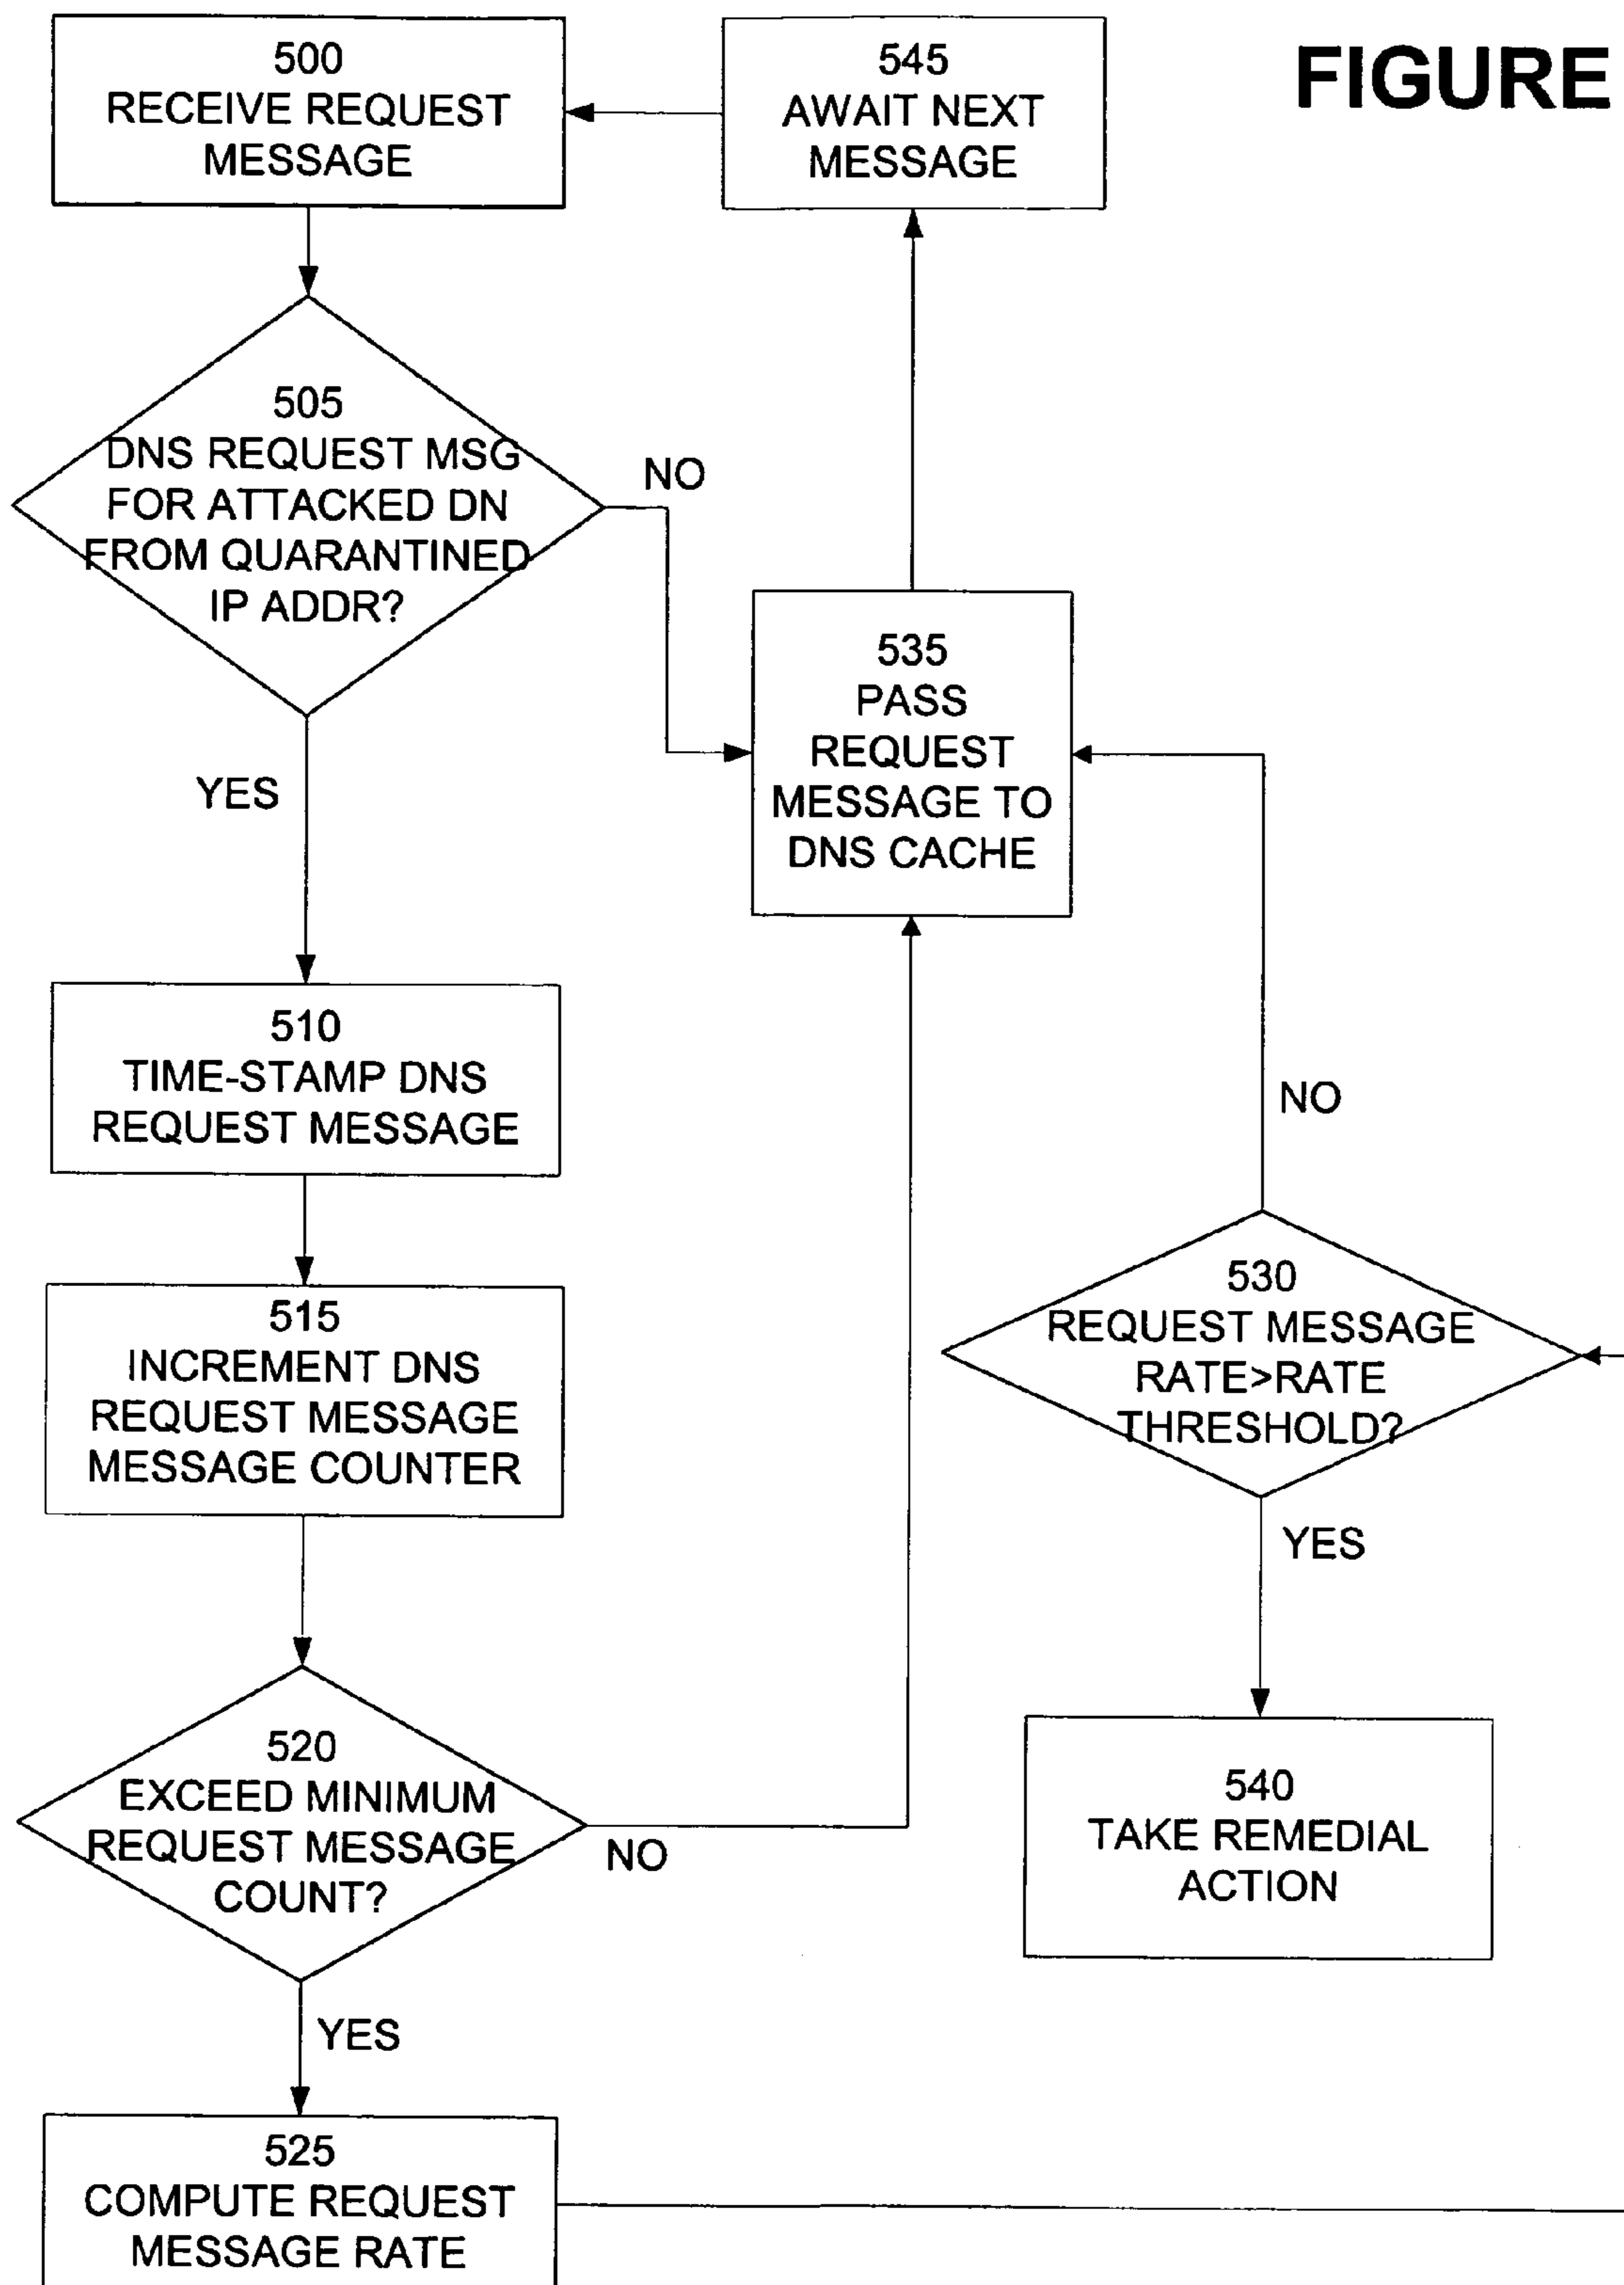 FIGURE
500
RECEIVE REQUEST
MESSAGE
545
AWAIT NEXT
MESSAGE
505
DNS REQUEST MSG
FOR ATTACKED DN
FROM QUARANTINED
IP ADDR?
NO
YES
535
PASS
REQUEST
MESSAGE TO
DNS CACHE
510
TIME-STAMP DNS
REQUEST MESSAGE
NO
515
INCREMENT DNS
REQUEST MESSAGE
MESSAGE COUNTER
530
REQUEST MESSAGE
RATE>RATE
THRESHOLD?
YES
520
EXCEED MINIMUM
REQUEST MESSAGE
COUNT?
NO
540
TAKE REMEDIAL
ACTION
YES
525
COMPUTE REQUEST
MESSAGE RATE